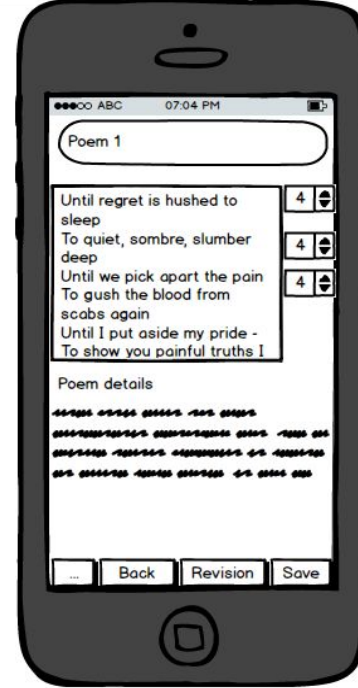 ABC 07:04 PM
Poem 1
Until regret is hushed to
sleep
To quiet, sombre, slumber
deep
Until we pick apart the pain
To gush the blood from
scabs again
Until I put aside my pride -
To show you painful truths I
4
4
4
Poem details
... Back Revision Save